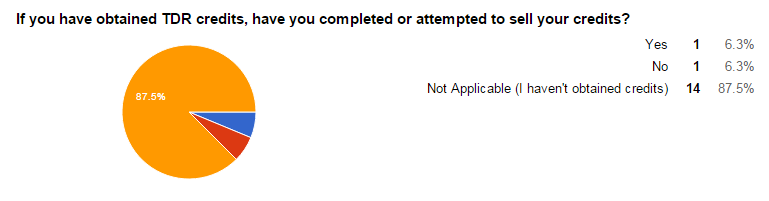 If you have obtained TDR credits, have you completed or attempted to sell your credits?
Yes 1 6.3%
No 1 6.3%
Not Applicable (I haven't obtained credits) 14 87.5%
87.5%